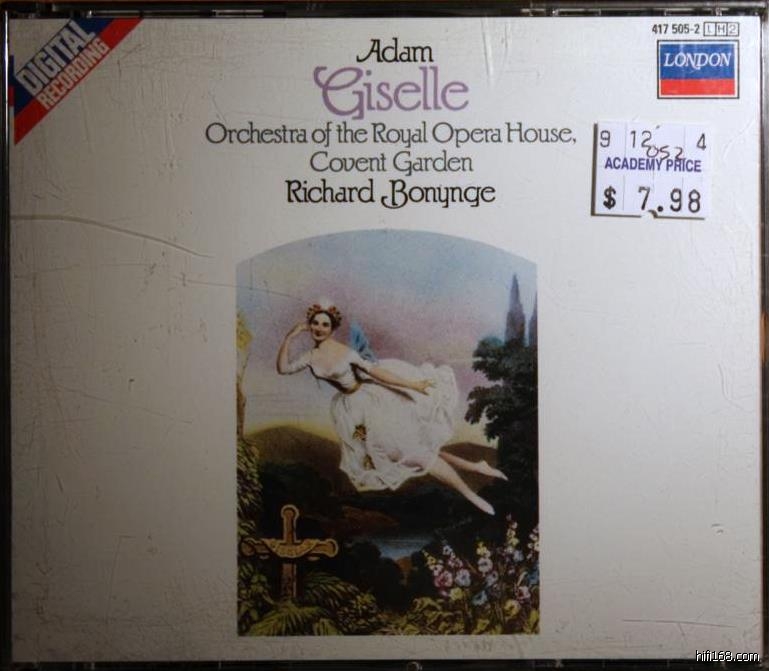 DIGITAL
RECORDING
417 505-2 LH2
LONDON
Adam
Giselle
Orchestra of the Royal Opera House,
Covent Garden
Richard Bonynge
9 12 4
052
ACADEMY PRICE
$ 7.98
GISELLE
hifi168.com